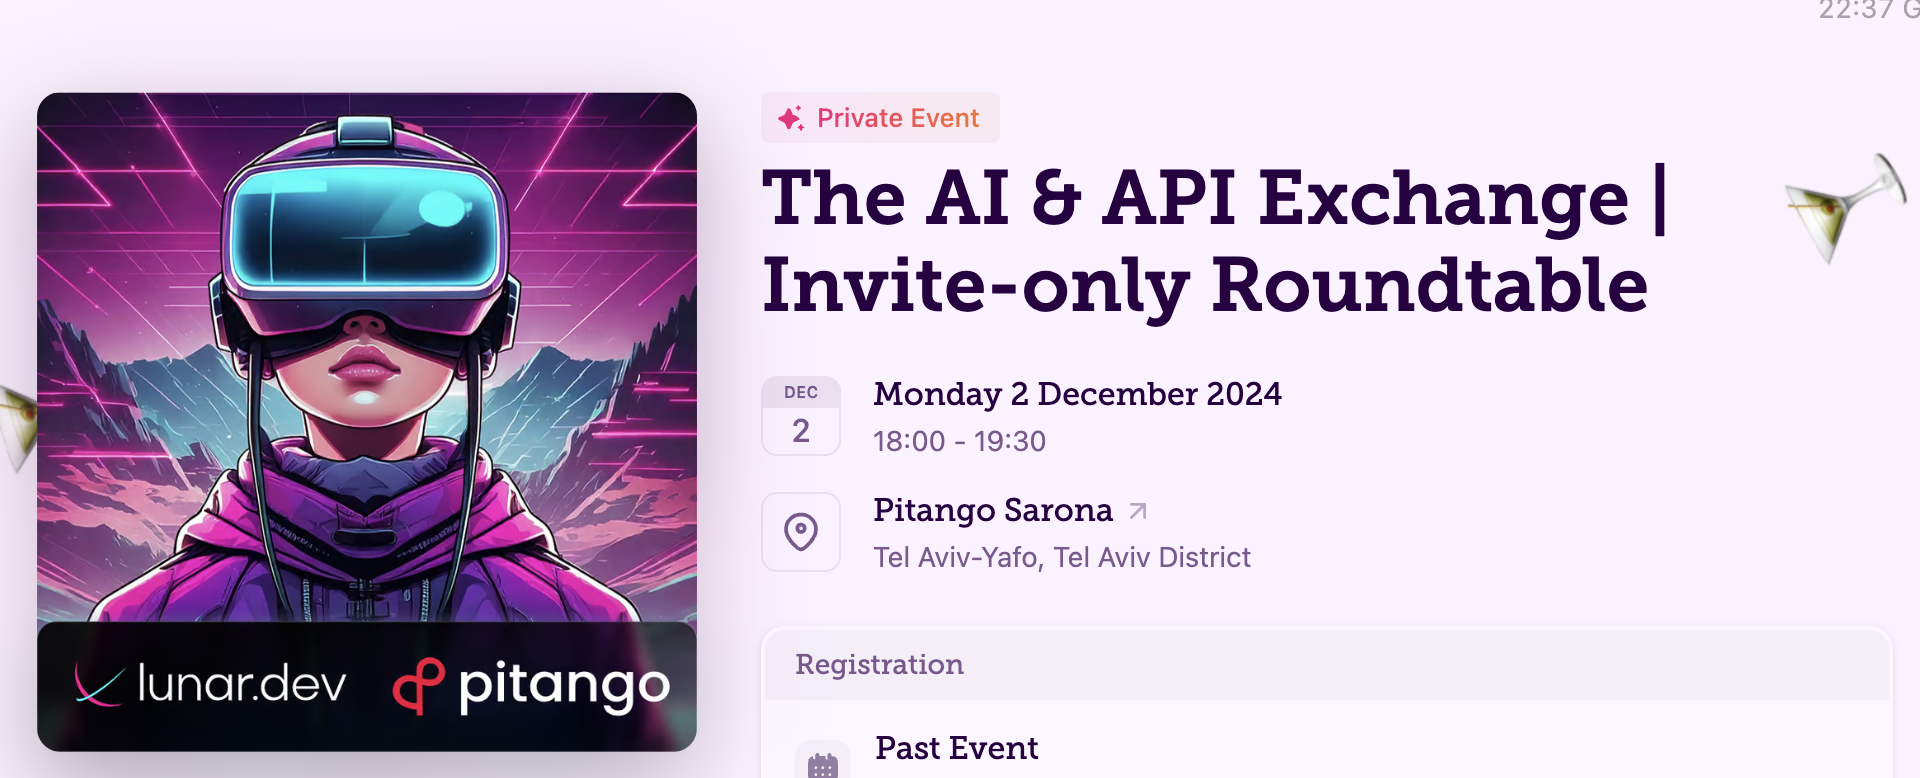 22:37 G
Private Event
The AI & API Exchange |
Invite-only Roundtable
DEC
2
Monday 2 December 2024
18:00 - 19:30
Pitango Sarona
Tel Aviv-Yafo, Tel Aviv District
lunar.dev
pitango
Registration
Past Event